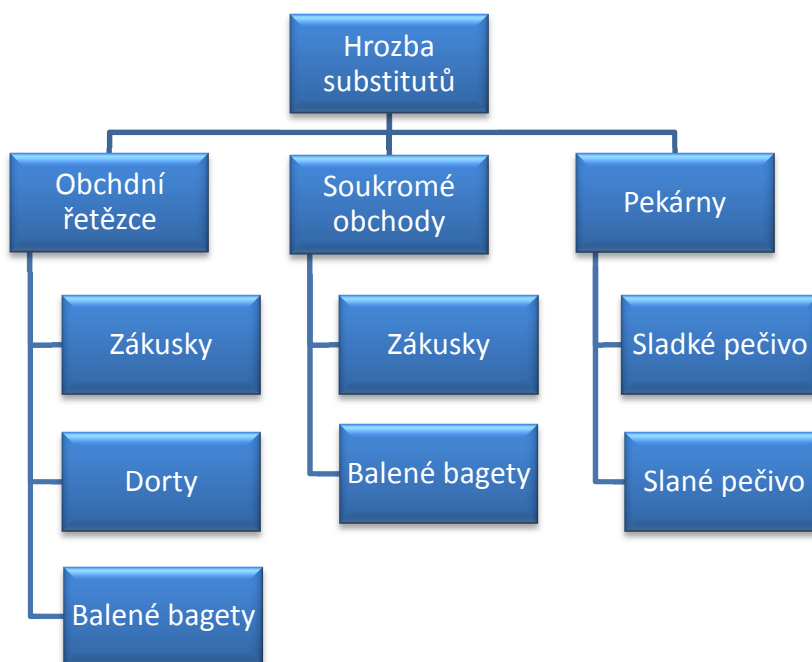 Hrozba
substitutů
Obchdní
řetězce
Soukromé
obchody
Pekárny
Zákusky
Zákusky
Sladké pečivo
Dorty
Balené bagety
Slané pečivo
Balené bagety